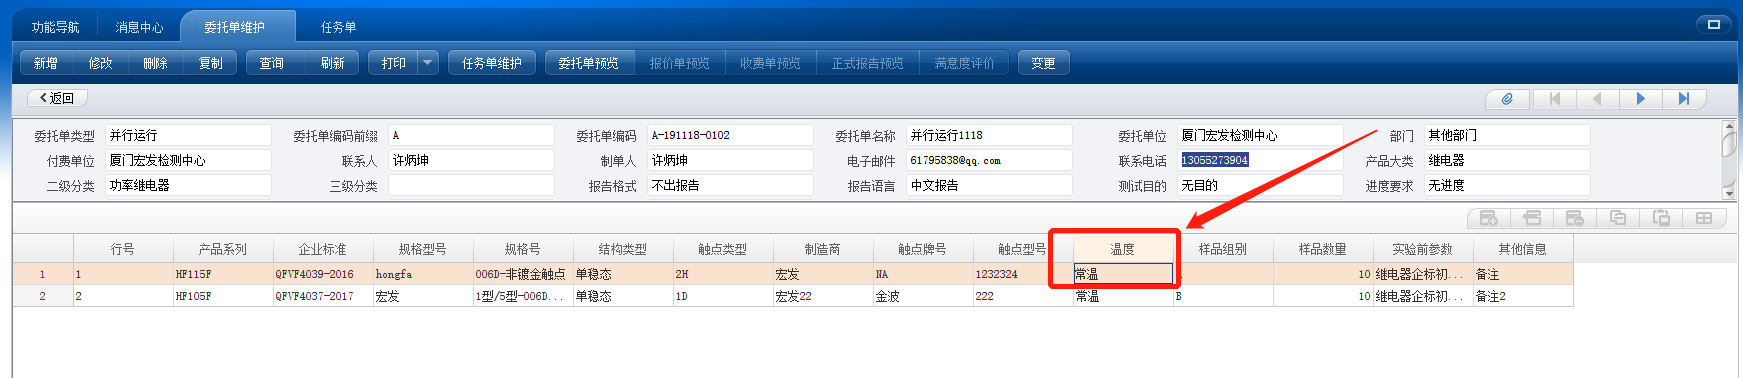 功能导航 消息中心 委托单维护 任务单
新增 修改 删除 复制 查询 刷新 打印 任务单维护 委托单预览 报价单预览 收费单预览 正式报告预览 满意度评价 变更
返回
委托单类型 并行运行 委托单编码前缀 A 委托单编码 A-191118-0102 委托单名称 并行运行1118 委托单位 厦门宏发检测中心 部门 其他部门
付费单位 厦门宏发检测中心 联系人 许炳坤 制单人 许炳坤 电子邮件 61795838@qq.com 联系电话 13055273904 产品大类 继电器
二级分类 功率继电器 三级分类 报告格式 不出报告 报告语言 中文报告 测试目的 无目的 进度要求 无进度
行号 产品系列 企业标准 规格型号 规格号 结构类型 触点类型 制造商 触点牌号 触点型号 温度 样品组别 样品数量 实验前参数 其他信息
1 1 HF115F QFVF4039-2016 hongfa 006D-非镀金触点 单稳态 2H 宏发 NA 1232324 常温 10 继电器企标初... 备注
2 2 HF105F QFVF4037-2017 宏发 1型/5型-006D... 单稳态 1D 宏发22 金波 222 常温 B 10 继电器企标初... 备注2